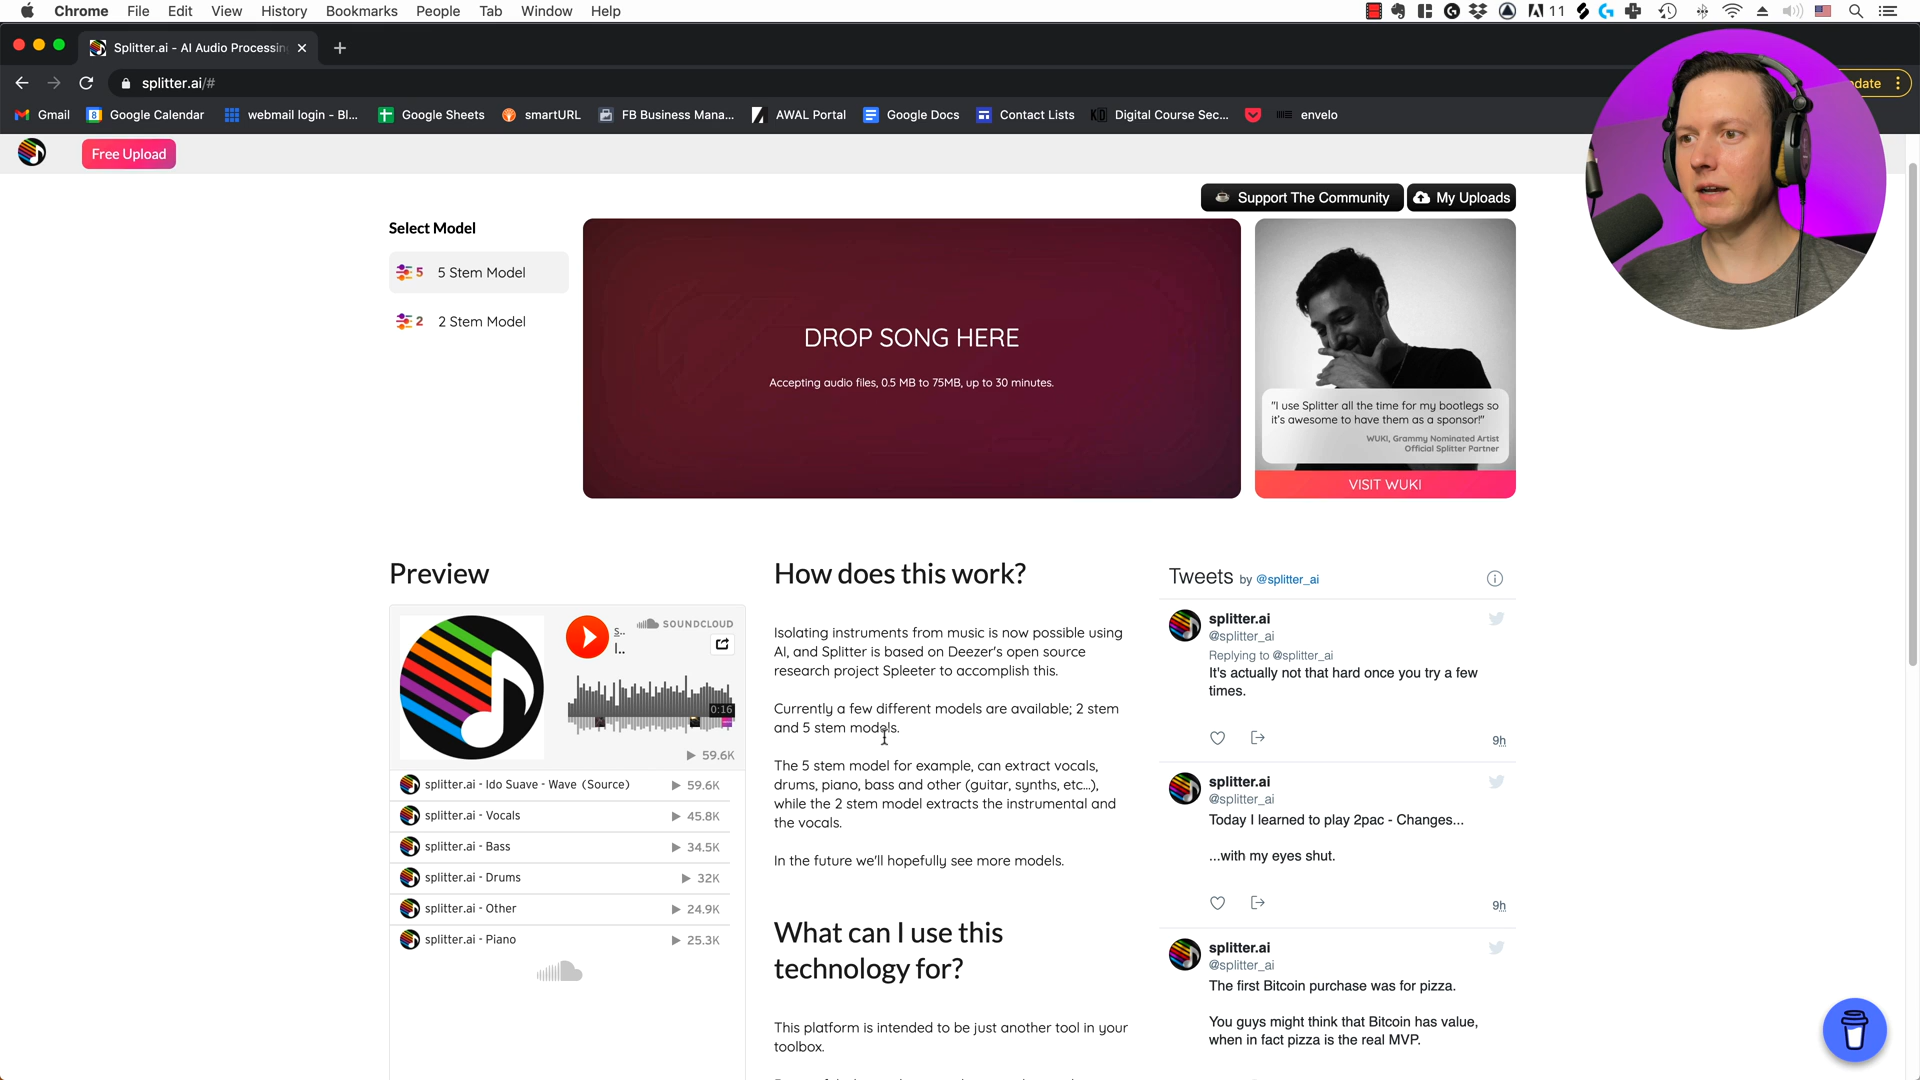 Chrome File Edit View History Bookmarks People Tab Window Help
11
Splitter.ai - AI Audio Processin
splitter.ai/#
date
Gmail
Google Calendar
webmail login - Bl...
Google Sheets
smartURL
FB Business Mana...
AWAL Portal
Google Docs
Contact Lists
Digital Course Sec...
envelo
Free Upload
Support The Community
My Uploads
Select Model
5 5 Stem Model
2 2 Stem Model
DROP SONG HERE
Accepting audio files, 0.5 MB to 75MB, up to 30 minutes.
"I use Splitter all the time for my bootlegs so
it's awesome to have them as a sponsor!"
WUKI, Grammy Nominated Artist
Official Splitter Partner
VISIT WUKI
Preview
s..
l..
SOUNDCLOUD
0:16
59.6K
splitter.ai - Ido Suave - Wave (Source) 59.6K
splitter.ai - Vocals 45.8K
splitter.ai - Bass 34.5K
splitter.ai - Drums 32K
splitter.ai - Other 24.9K
splitter.ai - Piano 25.3K
How does this work?
Isolating instruments from music is now possible using
AI, and Splitter is based on Deezer's open source
research project Spleeter to accomplish this.
Currently a few different models are available; 2 stem
and 5 stem models.
The 5 stem model for example, can extract vocals,
drums, piano, bass and other (guitar, synths, etc...),
while the 2 stem model extracts the instrumental and
the vocals.
In the future we'll hopefully see more models.
What can I use this
technology for?
This platform is intended to be just another tool in your
toolbox.
Tweets by @splitter_ai
splitter.ai
@splitter_ai
Replying to @splitter_ai
It's actually not that hard once you try a few
times.
9h
splitter.ai
@splitter_ai
Today I learned to play 2pac - Changes...
...with my eyes shut.
9h
splitter.ai
@splitter_ai
The first Bitcoin purchase was for pizza.
You guys might think that Bitcoin has value,
when in fact pizza is the real MVP.